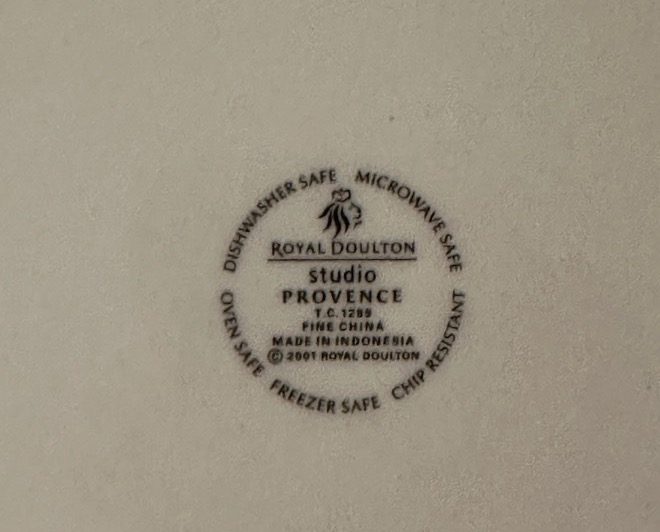 DISHWASHER SAFE MICROWAVE SAFE
ROYAL DOULTON
studio
PROVENCE
T.C. 1289
FINE CHINA
MADE IN INDONESIA
© 2001 ROYAL DOULTON
OVEN SAFE FREEZER SAFE CHIP RESISTANT